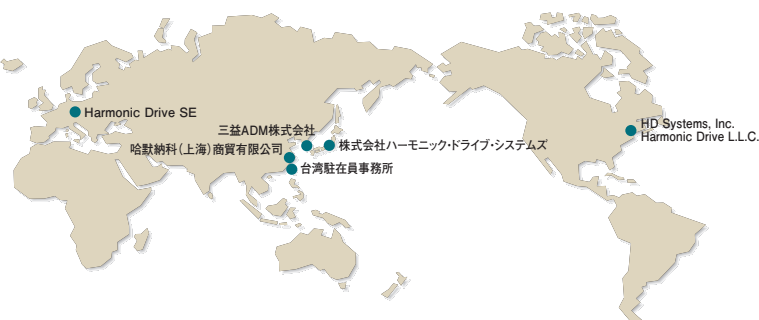 Harmonic Drive SE
三益ADM株式会社
哈默納科(上海)商貿有限公司
株式会社ハーモニック・ドライブ・システムズ
台湾駐在員事務所
HD Systems, Inc.
Harmonic Drive L.L.C.